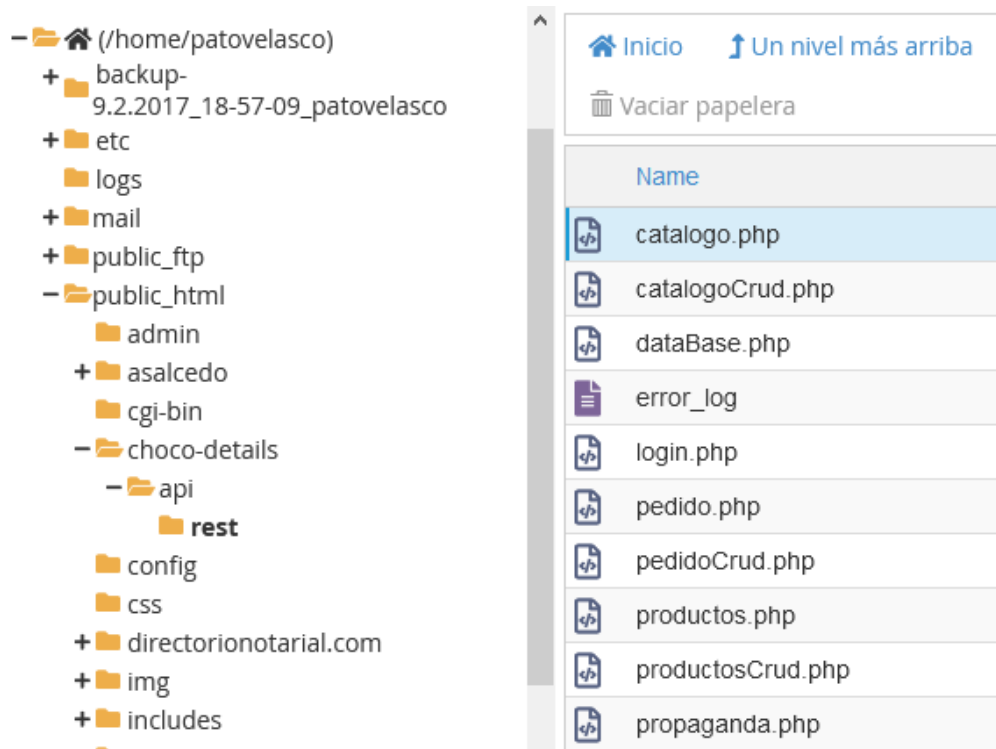 (/home/patovelasco)
backup-
9.2.2017_18-57-09_patovelasco
etc
logs
mail
public_ftp
public_html
admin
asalcedo
cgi-bin
choco-details
api
rest
config
css
directorionotarial.com
img
includes
Inicio Un nivel más arriba
Vaciar papelera
Name
catalogo.php
catalogoCrud.php
dataBase.php
error_log
login.php
pedido.php
pedidoCrud.php
productos.php
productosCrud.php
propaganda.php